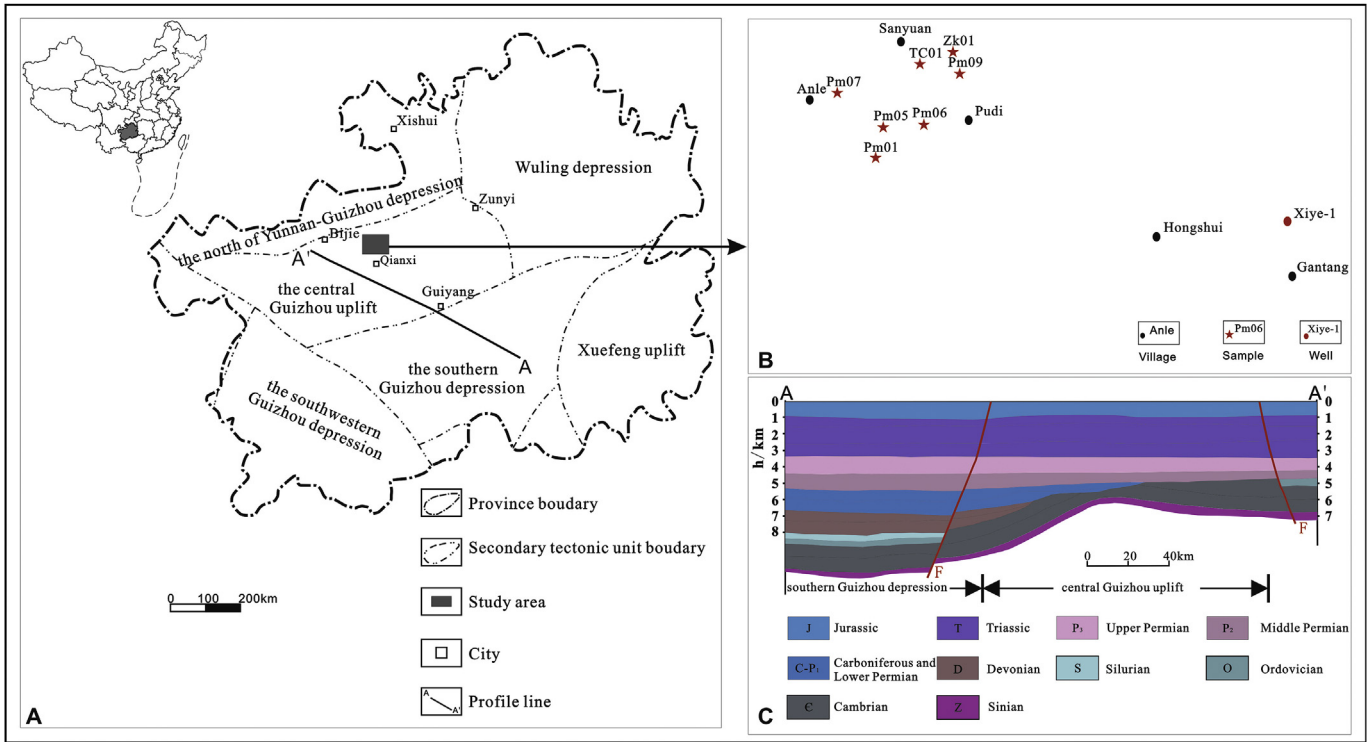 Xishui
Wuling depression
Zunyi
the north of Yunnan-Guizhou depression
Bijie
A'
Qianxi
the central
Guizhou uplift
Guiyang
Xuefeng uplift
the southern
Guizhou depression
A
the southwestern
Guizhou depression
Province boudary
Secondary tectonic unit boudary
Study area
City
A
A'
Profile line
0 100 200km
A
Sanyuan
Zk01
TC01
Pm09
Pm07
Anle
Pm05
Pm06
Pudi
Pm01
Xiye-1
Hongshui
Gantang
Anle
Pm06
Xiye-1
Village
Sample
Well
B
A
A'
h/km
0
1
2
3
4
5
6
7
8
0
1
2
3
4
5
6
7
F
F
0 20 40km
southern Guizhou depression
central Guizhou uplift
J Jurassic
T Triassic
P₃ Upper Permian
P₂ Middle Permian
C-P₁ Carboniferous and
Lower Permian
D Devonian
S Silurian
O Ordovician
Є Cambrian
Z Sinian
C